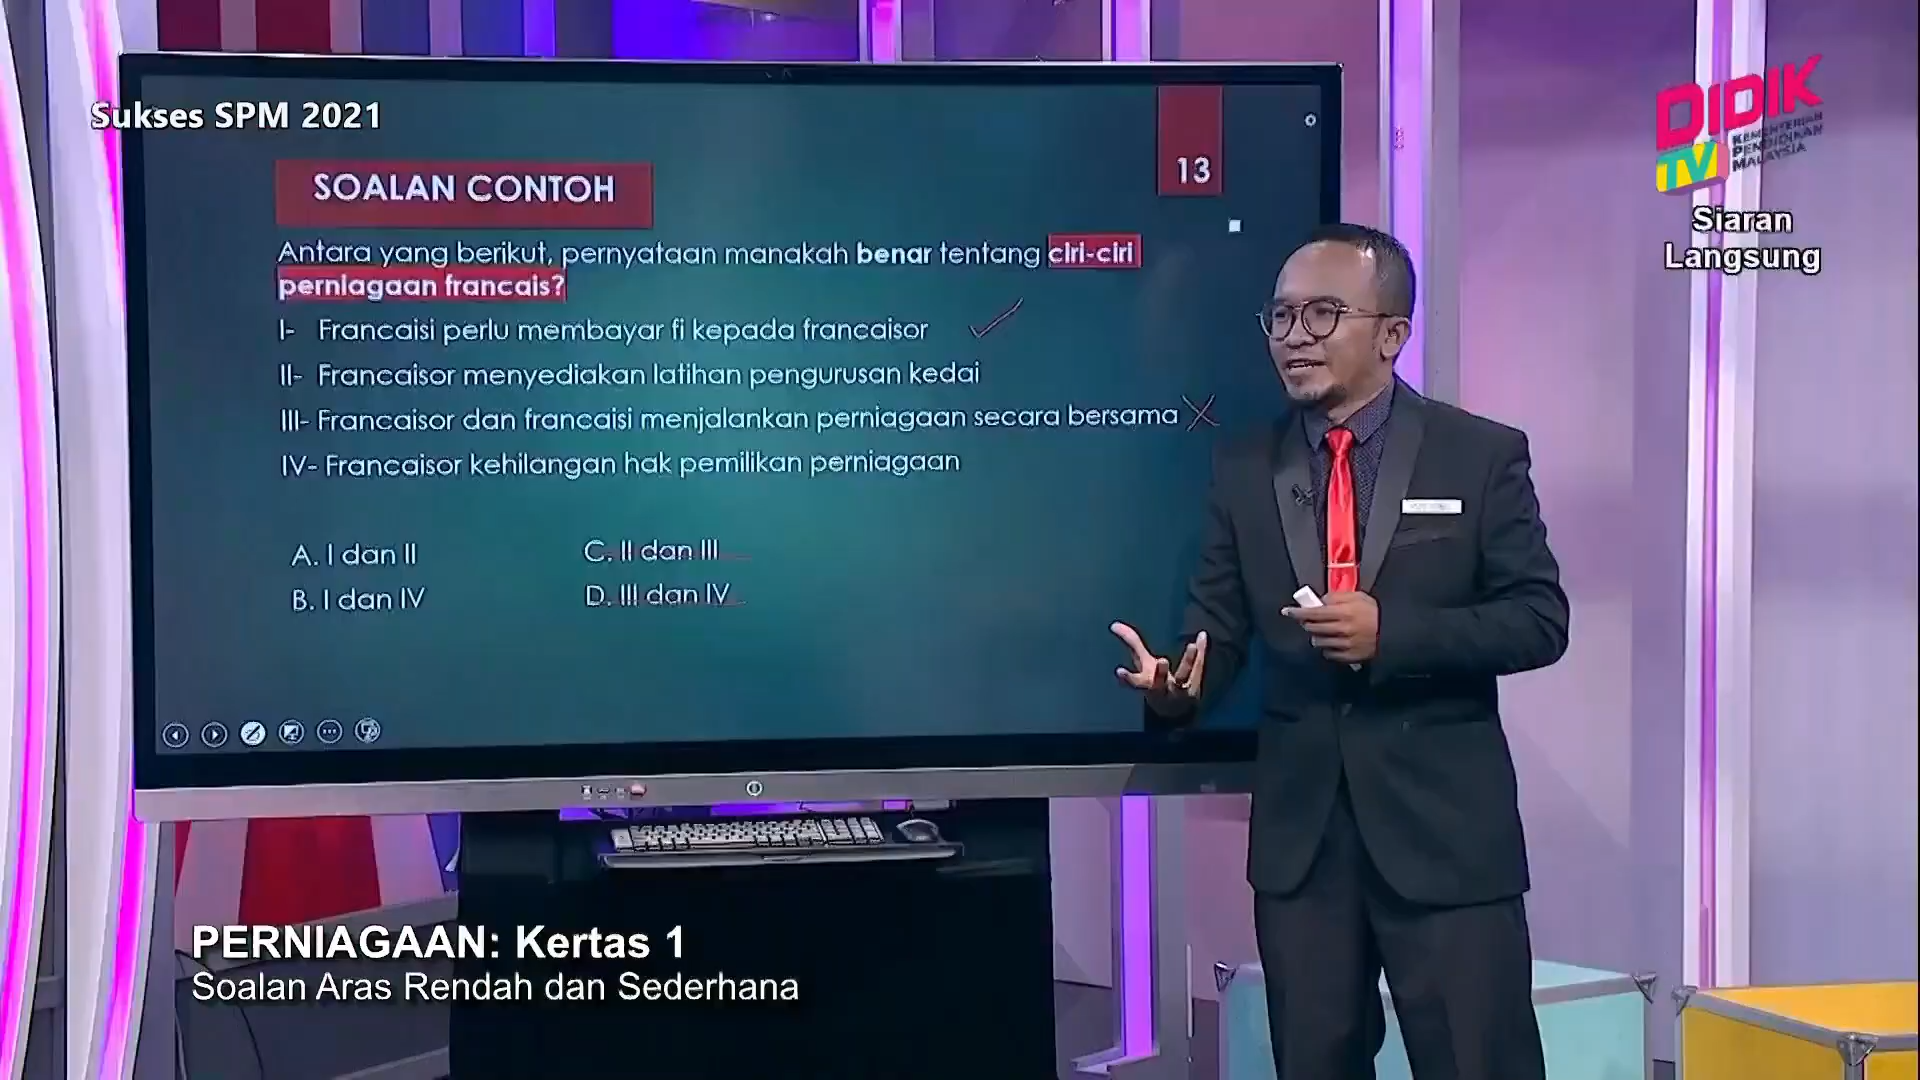 Sukses SPM 2021
DIDIK
TV
KEMENTERIAN
PENDIDIKAN
MALAYSIA
Siaran
Langsung
13
SOALAN CONTOH
Antara yang berikut, pernyataan manakah benar tentang ciri-ciri
perniagaan francais?
I- Francaisi perlu membayar fi kepada francaisor
II- Francaisor menyediakan latihan pengurusan kedai
III- Francaisor dan francaisi menjalankan perniagaan secara bersama
IV- Francaisor kehilangan hak pemilikan perniagaan
A. I dan II
C. II dan III
B. I dan IV
D. III dan IV
PERNIAGAAN: Kertas 1
Soalan Aras Rendah dan Sederhana